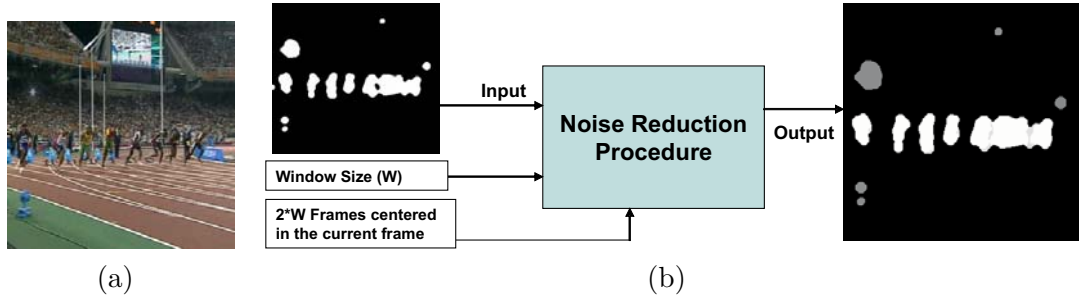 Input
Noise Reduction
Procedure
Output
Window Size (W)
2*W Frames centered
in the current frame
(a)
(b)